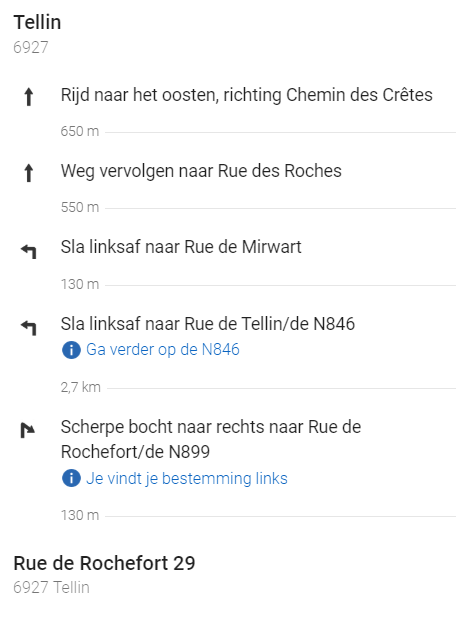 Tellin
6927
Rijd naar het oosten, richting Chemin des Crêtes
650 m
Weg vervolgen naar Rue des Roches
550 m
Sla linksaf naar Rue de Mirwart
130 m
Sla linksaf naar Rue de Tellin/de N846
Ga verder op de N846
2,7 km
Scherpe bocht naar rechts naar Rue de
Rochefort/de N899
Je vindt je bestemming links
130 m
Rue de Rochefort 29
6927 Tellin